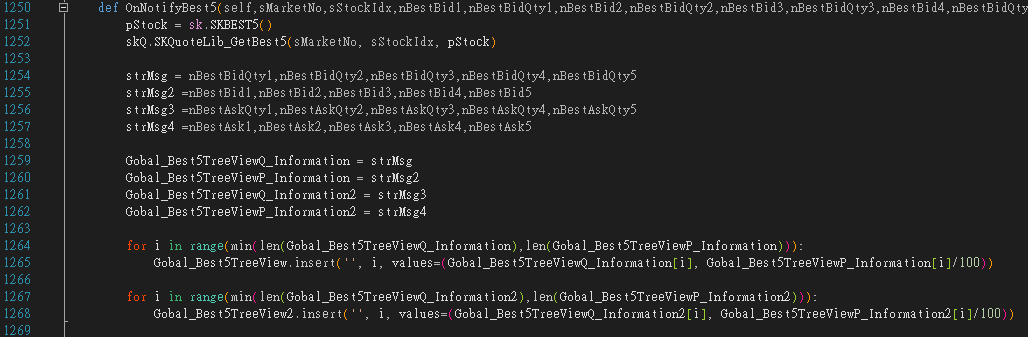 1250 def OnNotifyBest5(self,sMarketNo,sStockIdx,nBestBid1,nBestBidQty1,nBestBid2,nBestBidQty2,nBestBid3,nBestBidQty3,nBestBid4,nBestBidQty
1251 pStock = sk.SKBEST5()
1252 skQ.SKQuoteLib_GetBest5(sMarketNo, sStockIdx, pStock)
1253
1254 strMsg = nBestBidQty1,nBestBidQty2,nBestBidQty3,nBestBidQty4,nBestBidQty5
1255 strMsg2 =nBestBid1,nBestBid2,nBestBid3,nBestBid4,nBestBid5
1256 strMsg3 =nBestAskQty1,nBestAskQty2,nBestAskQty3,nBestAskQty4,nBestAskQty5
1257 strMsg4 =nBestAsk1,nBestAsk2,nBestAsk3,nBestAsk4,nBestAsk5
1258
1259 Gobal_Best5TreeViewQ_Information = strMsg
1260 Gobal_Best5TreeViewP_Information = strMsg2
1261 Gobal_Best5TreeViewQ_Information2 = strMsg3
1262 Gobal_Best5TreeViewP_Information2 = strMsg4
1263
1264 for i in range(min(len(Gobal_Best5TreeViewQ_Information),len(Gobal_Best5TreeViewP_Information))):
1265 Gobal_Best5TreeView.insert('', i, values=(Gobal_Best5TreeViewQ_Information[i], Gobal_Best5TreeViewP_Information[i]/100))
1266
1267 for i in range(min(len(Gobal_Best5TreeViewQ_Information2),len(Gobal_Best5TreeViewP_Information2))):
1268 Gobal_Best5TreeView2.insert('', i, values=(Gobal_Best5TreeViewQ_Information2[i], Gobal_Best5TreeViewP_Information2[i]/100))
1269